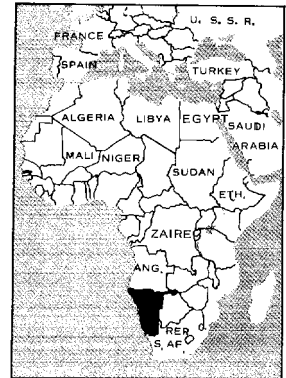 U. S. S. R.
FRANCE
SPAIN
TURKEY
ALGERIA
LIBYA
EGYPT
SAUDI
ARABIA
MALI
NIGER
SUDAN
ETH.
ZAIRE
ANG.
REP.
S. AF.